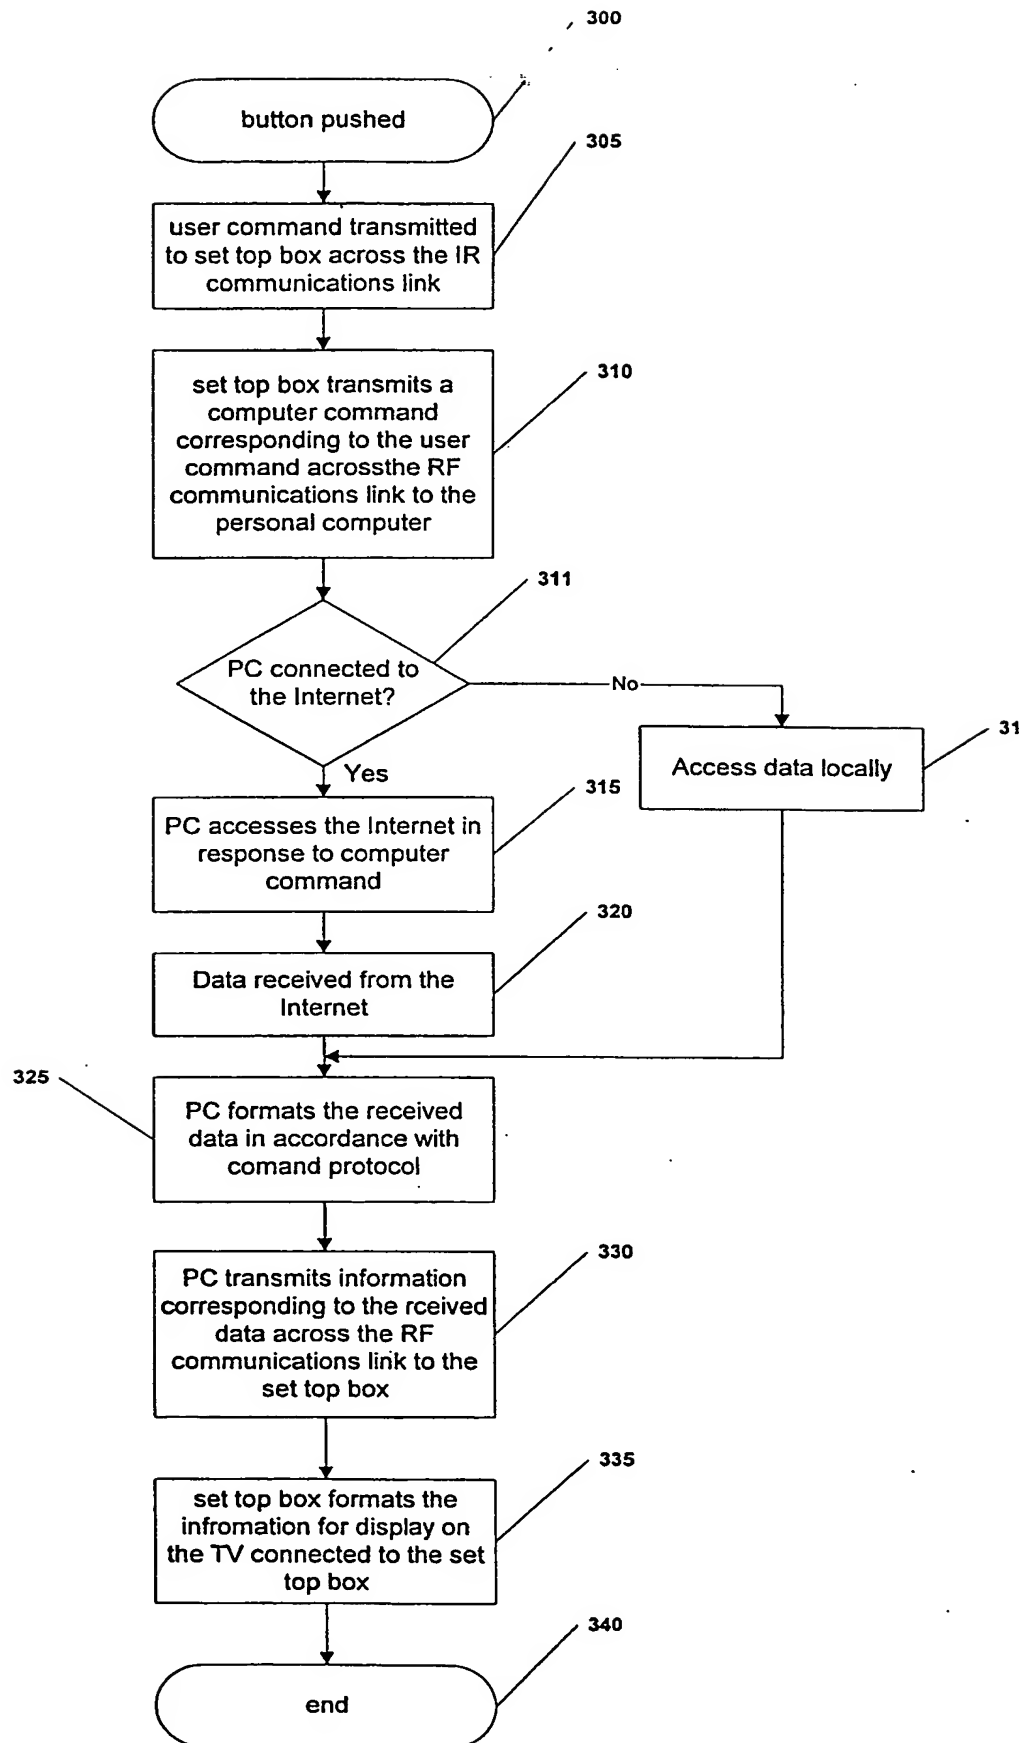 300
button pushed
305
user command transmitted
to set top box across the IR
communications link
310
set top box transmits a
computer command
corresponding to the user
command acrossthe RF
communications link to the
personal computer
311
PC connected to
the Internet?
No
31
Access data locally
Yes
315
PC accesses the Internet in
response to computer
command
320
Data received from the
Internet
325
PC formats the received
data in accordance with
comand protocol
330
PC transmits information
corresponding to the rceived
data across the RF
communications link to the
set top box
335
set top box formats the
infromation for display on
the TV connected to the set
top box
340
end